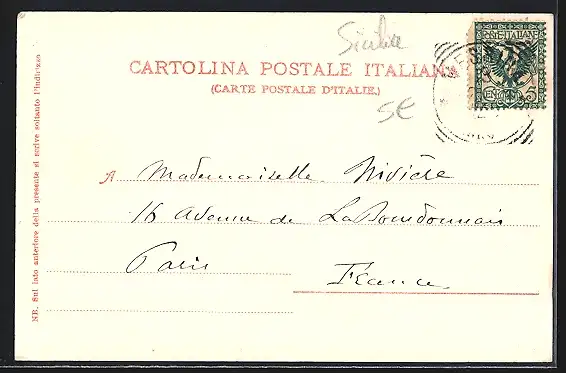 Sicilia
POSTE ITALIANE
CENT. 5
CARTOLINA POSTALE ITALIANA
(CARTE POSTALE D'ITALIE.)
5E
A Mademoiselle Rivière
16 Avenue de La Bourdonnais
Paris France
NB. Sul lato anteriore della presente si scrive soltanto l'indirizzo